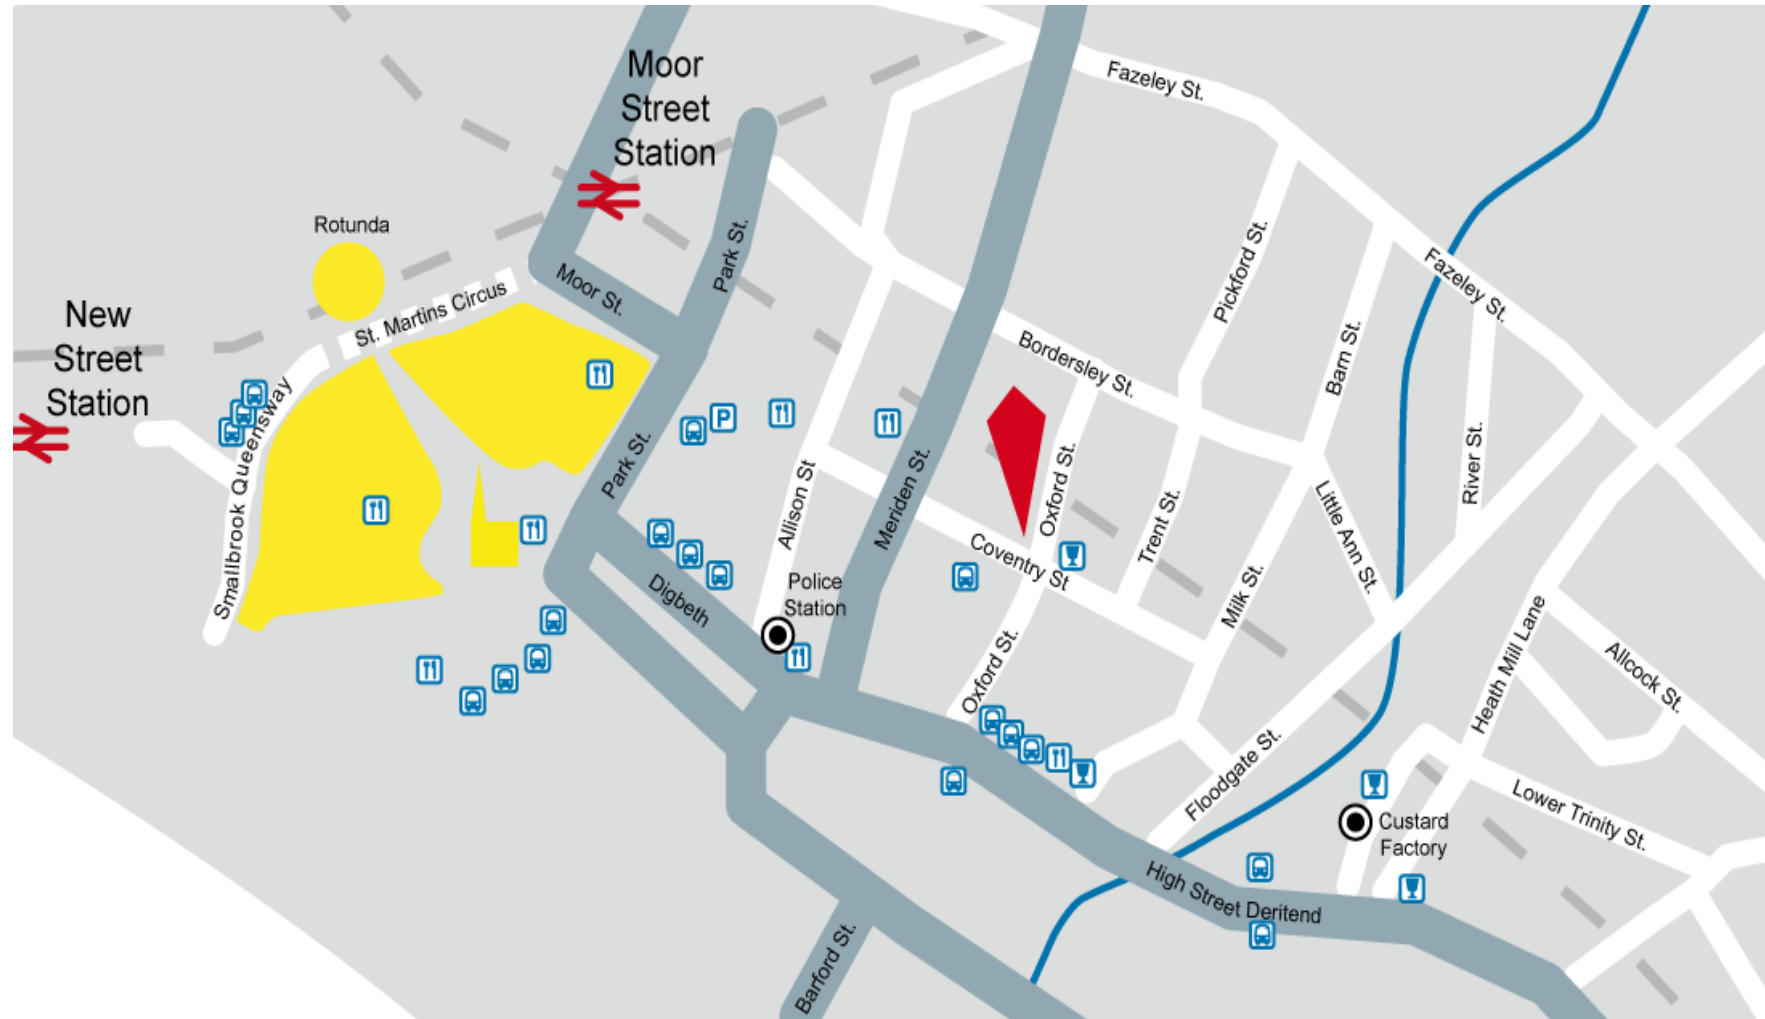 Moor
Street
Station
Fazeley St.
Rotunda
Park St.
Moor St.
St. Martins Circus
New
Street
Station
Smallbrook Queensway
Pickford St.
Fazeley St.
Bordersley St.
Barn St.
P
Park St.
Allison St
Meriden St.
Oxford St.
Trent St.
River St.
Little Ann St.
Coventry St
Digbeth
Police
Station
Milk St.
Oxford St.
Heath Mill Lane
Allcock St.
Floodgate St.
Lower Trinity St.
Custard
Factory
High Street Deritend
Barford St.